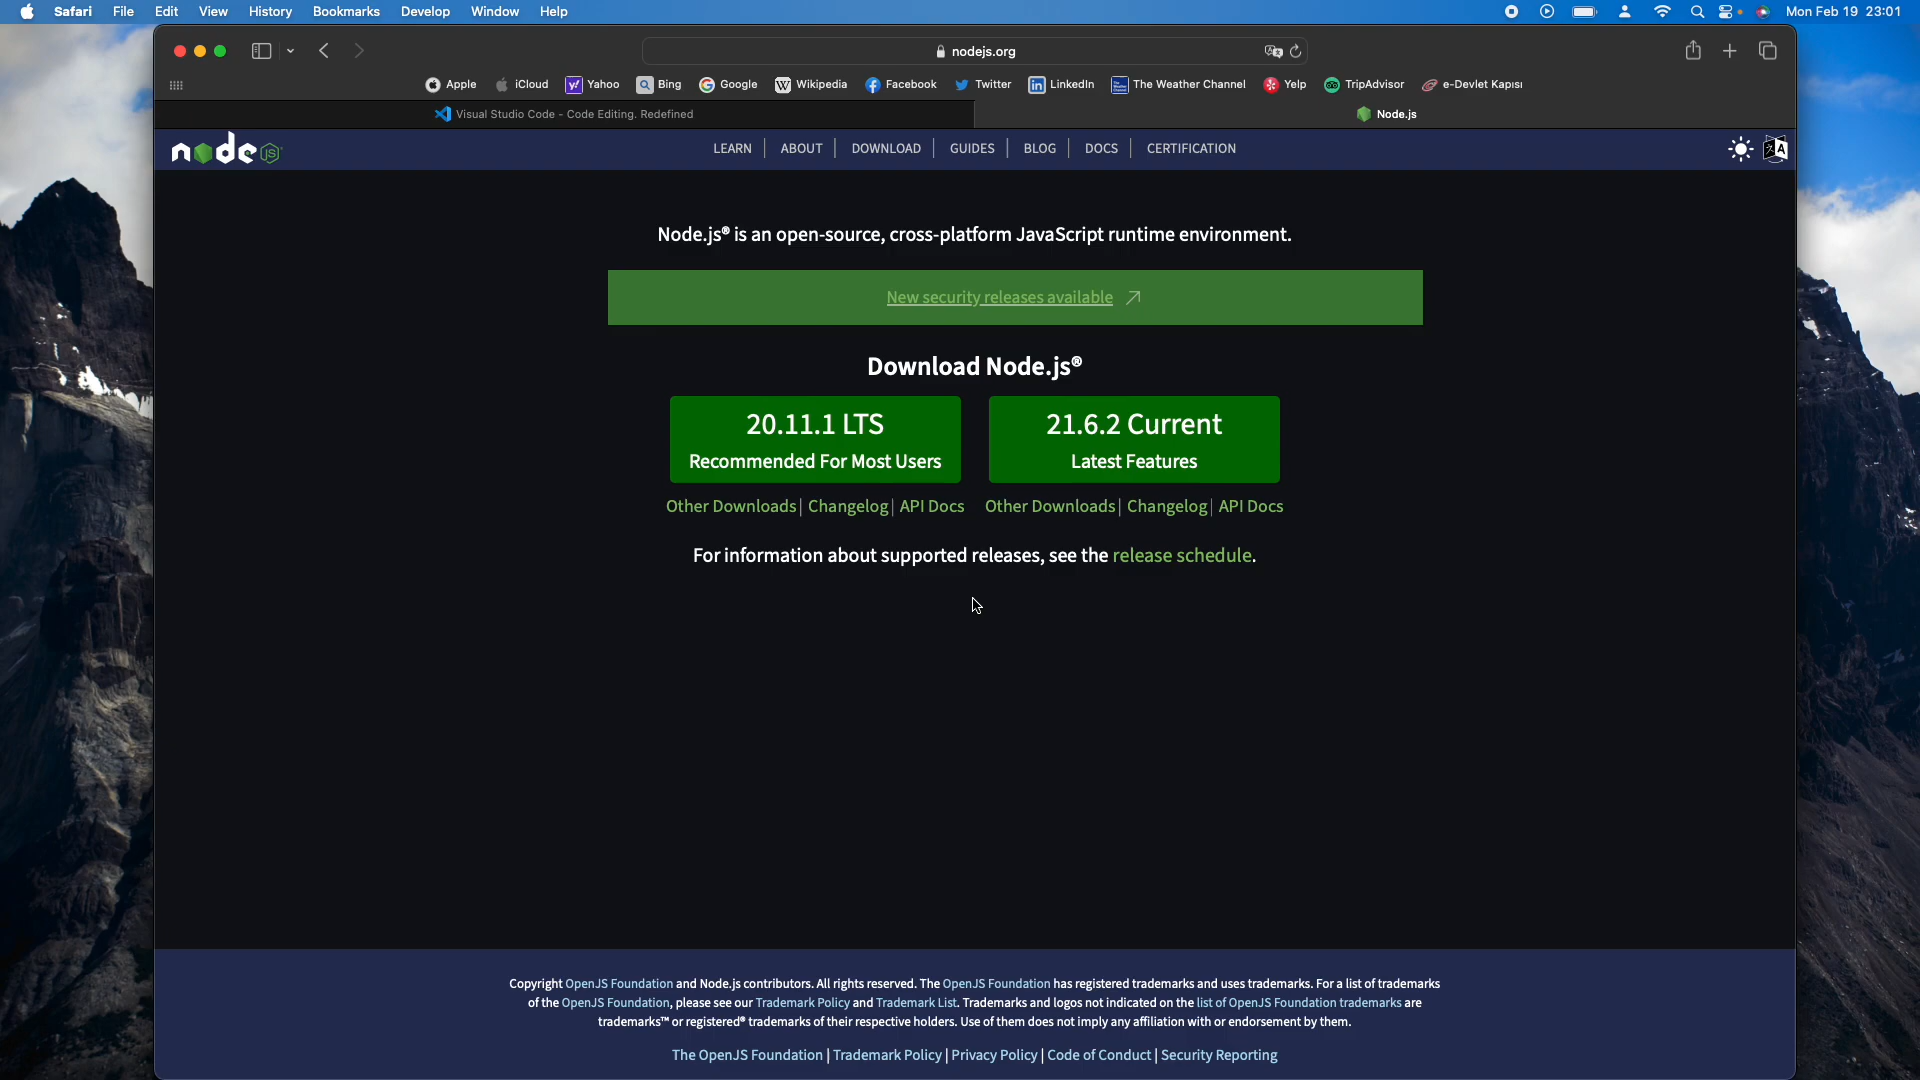 Safari File Edit View History Bookmarks Develop Window Help Mon Feb 19 23:01
nodejs.org
Apple iCloud Yahoo Bing Google Wikipedia Facebook Twitter LinkedIn The Weather Channel Yelp TripAdvisor e-Devlet Kapısı
Visual Studio Code - Code Editing. Redefined Node.js
node JS LEARN | ABOUT | DOWNLOAD | GUIDES | BLOG | DOCS | CERTIFICATION
Node.js® is an open-source, cross-platform JavaScript runtime environment.
New security releases available
Download Node.js®
20.11.1 LTS 21.6.2 Current
Recommended For Most Users Latest Features
Other Downloads | Changelog | API Docs Other Downloads | Changelog | API Docs
For information about supported releases, see the release schedule.
Copyright OpenJS Foundation and Node.js contributors. All rights reserved. The OpenJS Foundation has registered trademarks and uses trademarks. For a list of trademarks
of the OpenJS Foundation, please see our Trademark Policy and Trademark List. Trademarks and logos not indicated on the list of OpenJS Foundation trademarks are
trademarks™ or registered® trademarks of their respective holders. Use of them does not imply any affiliation with or endorsement by them.
The OpenJS Foundation | Trademark Policy | Privacy Policy | Code of Conduct | Security Reporting